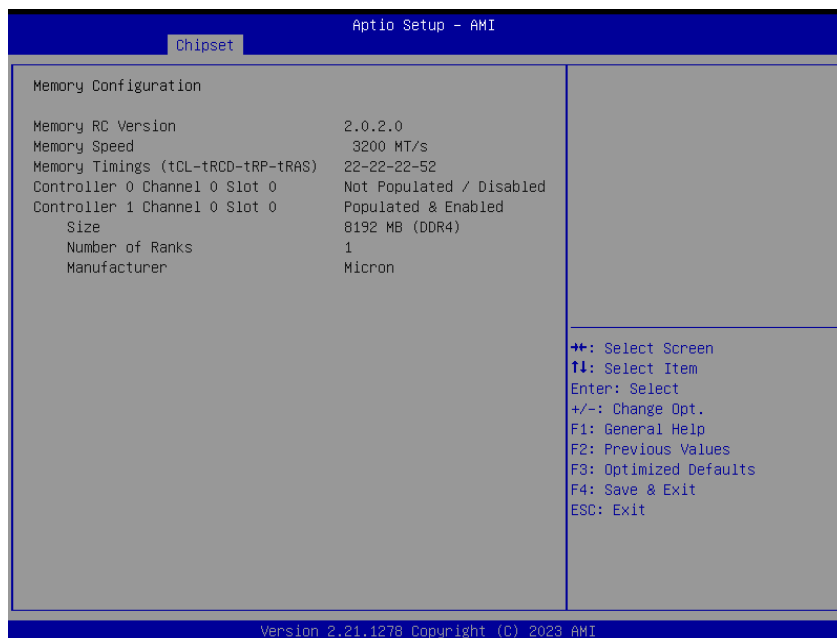 Aptio Setup – AMI
Chipset
Memory Configuration
Memory RC Version 2.0.2.0
Memory Speed 3200 MT/s
Memory Timings (tCL-tRCD-tRP-tRAS) 22-22-22-52
Controller 0 Channel 0 Slot 0 Not Populated / Disabled
Controller 1 Channel 0 Slot 0 Populated & Enabled
Size 8192 MB (DDR4)
Number of Ranks 1
Manufacturer Micron
→←: Select Screen
↑↓: Select Item
Enter: Select
+/-: Change Opt.
F1: General Help
F2: Previous Values
F3: Optimized Defaults
F4: Save & Exit
ESC: Exit
Version 2.21.1278 Copyright (C) 2023 AMI